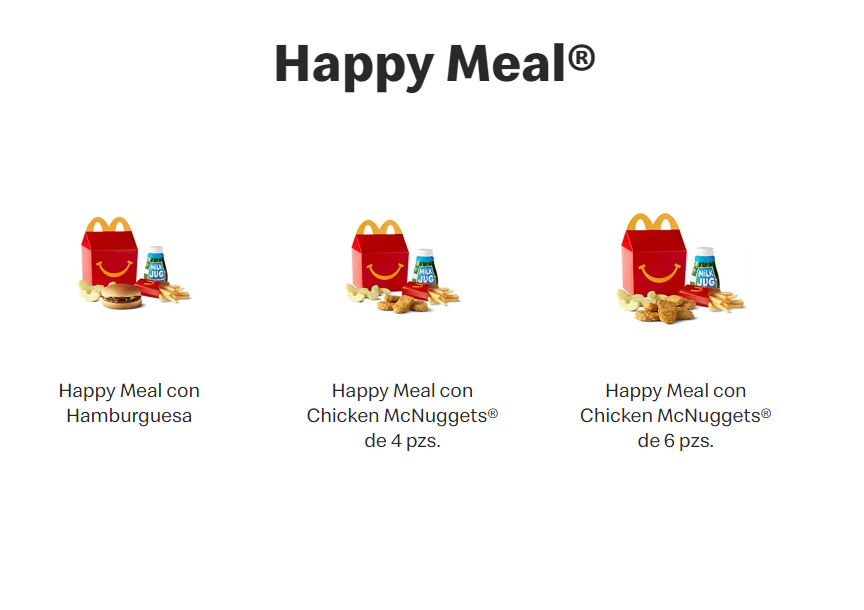 Happy Meal®
MiLK
JUG
MiLK
JUG
MiLK
JUG
Happy Meal con
Hamburguesa
Happy Meal con
Chicken McNuggets®
de 4 pzs.
Happy Meal con
Chicken McNuggets®
de 6 pzs.